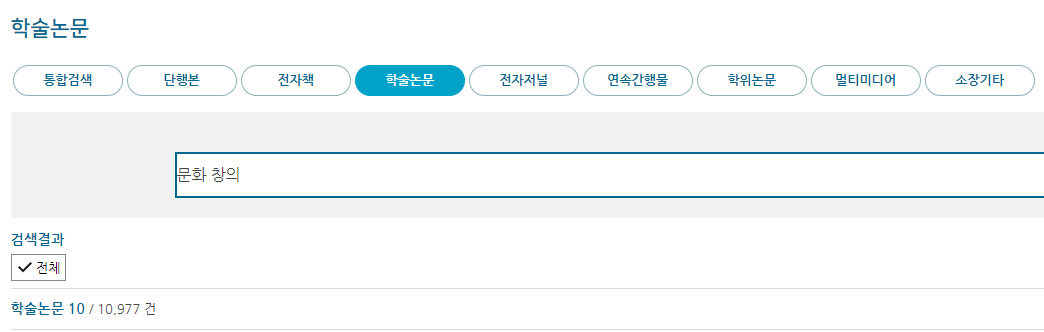 학술논문
통합검색 단행본 전자책 학술논문 전자저널 연속간행물 학위논문 멀티미디어 소장기타
문화 창의
검색결과
전체
학술논문 10 / 10,977 건